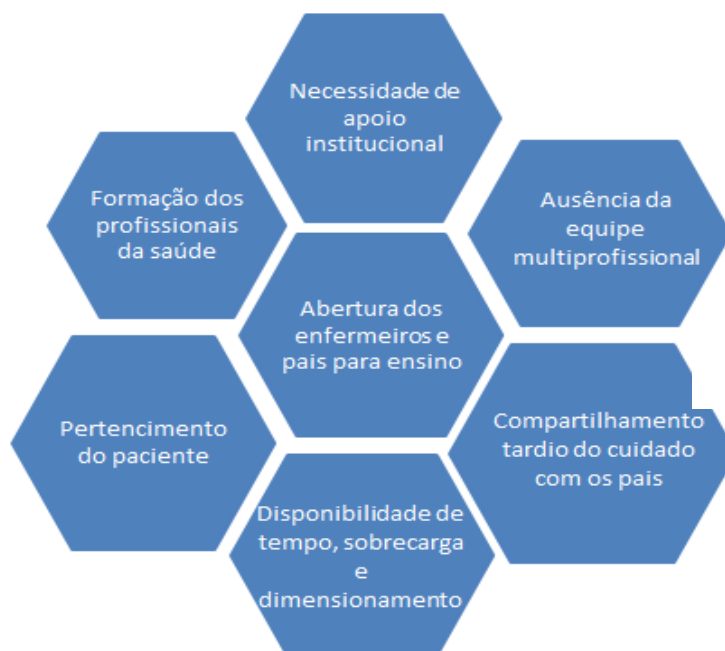 Necessidade de
apoio
institucional
Formação dos
profissionais
da saúde
Ausência da
equipe
multiprofissional
Abertura dos
enfermeiros e
pais para ensino
Pertencimento
do paciente
Compartilhamento
tardio do cuidado
com os pais
Disponibilidade de
tempo, sobrecarga
e
dimensionamento